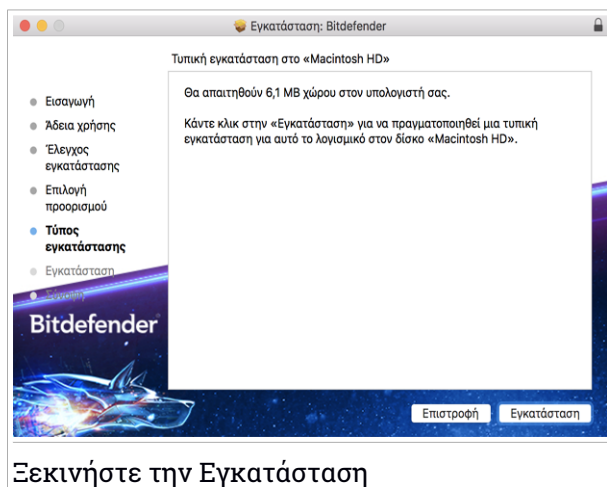 Εγκατάσταση: Bitdefender
Τυπική εγκατάσταση στο «Macintosh HD»
Εισαγωγή
Άδεια χρήσης
Έλεγχος
εγκατάστασης
Επιλογή
προορισμού
Τύπος
εγκατάστασης
Εγκατάσταση
Σύνοψη
Bitdefender
Θα απαιτηθούν 6,1 MB χώρου στον υπολογιστή σας.
Κάντε κλικ στην «Εγκατάσταση» για να πραγματοποιηθεί μια τυπική
εγκατάσταση για αυτό το λογισμικό στον δίσκο «Macintosh HD».
Επιστροφή
Εγκατάσταση
Ξεκινήστε την Εγκατάσταση